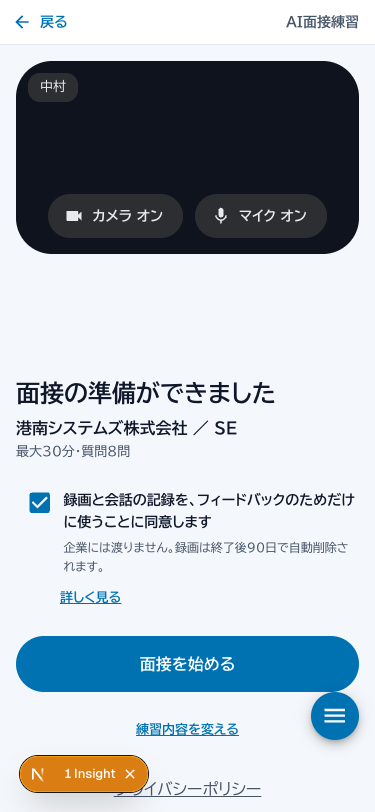 戻る
AI面接練習
中村
カメラ オン
マイク オン
面接の準備ができました
港南システムズ株式会社 ／ SE
最大30分・質問8問
録画と会話の記録を、フィードバックのためだけ
に使うことに同意します
企業には渡りません。録画は終了後90日で自動削除さ
れます。
詳しく見る
面接を始める
練習内容を変える
N
1 Insight
イバシーポリシー